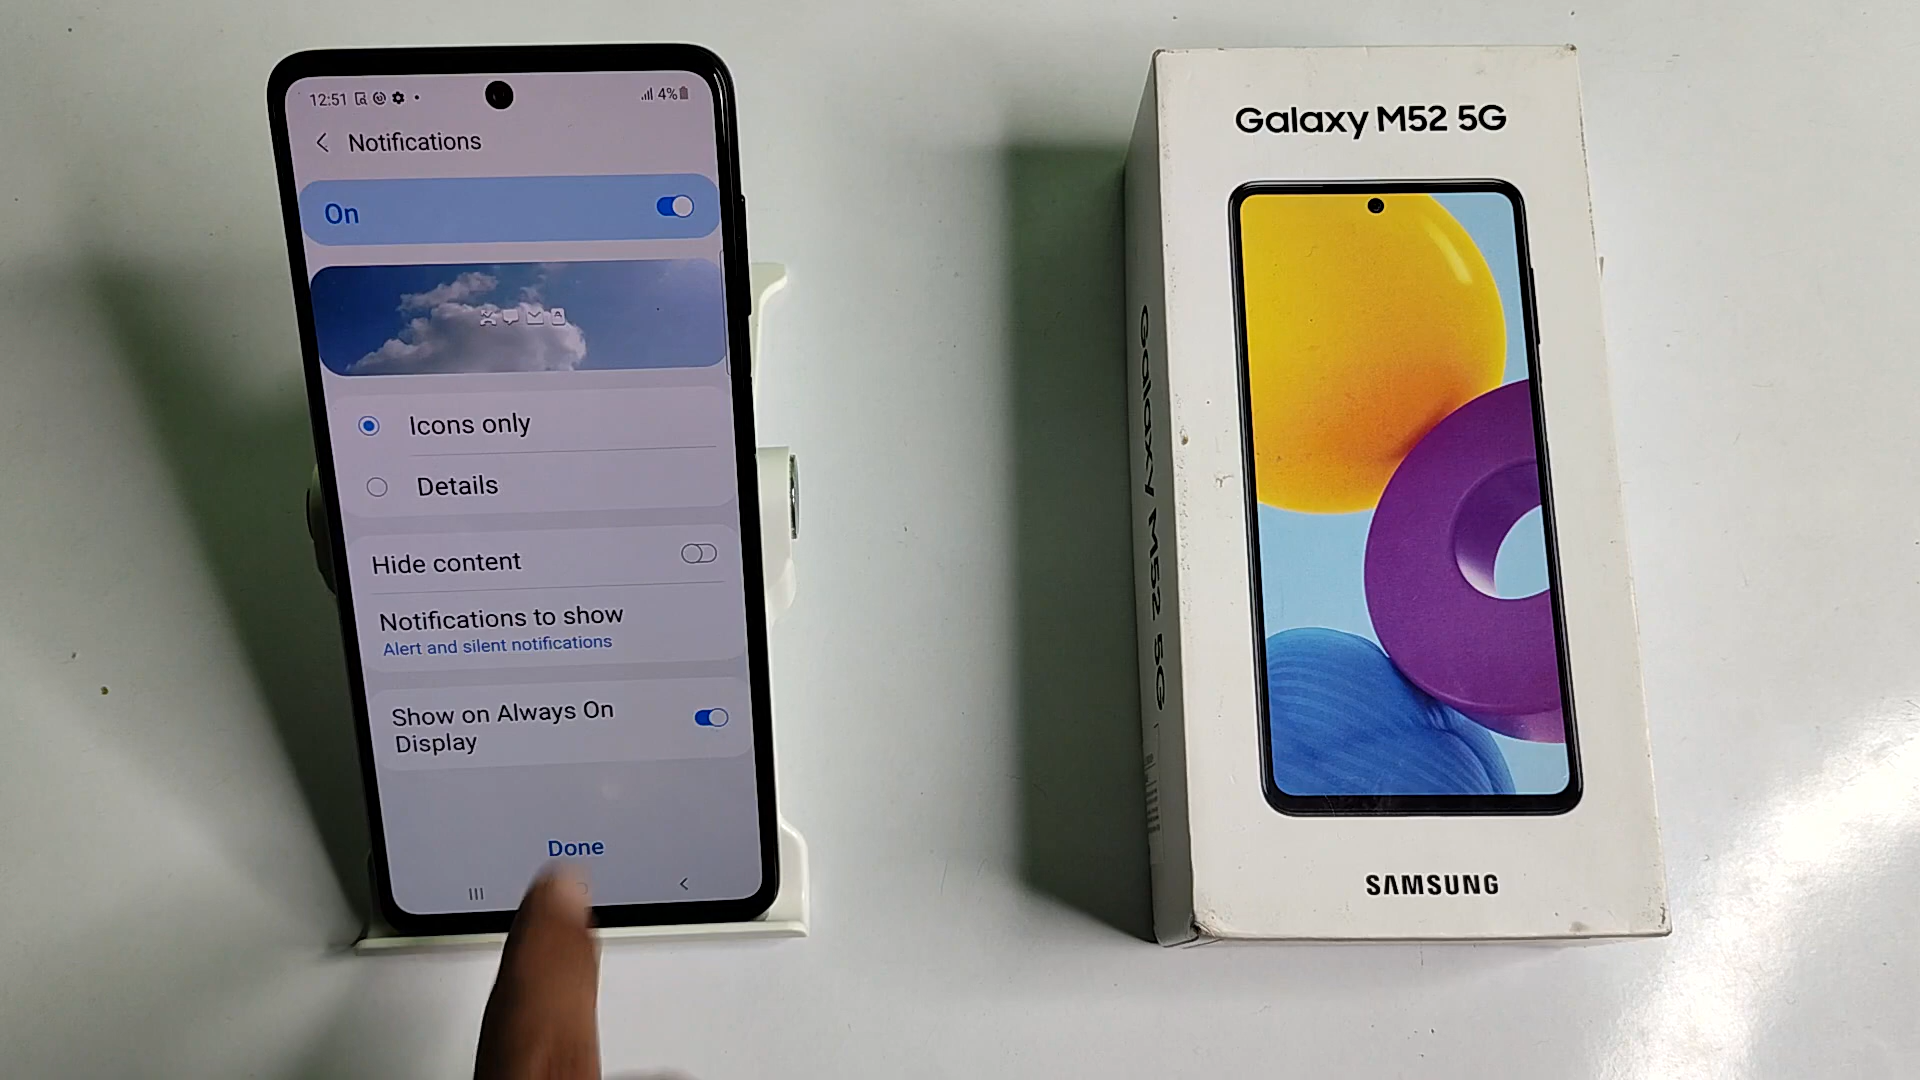 12:51
4%
Notifications
On
Icons only
Details
Hide content
Notifications to show
Alert and silent notifications
Show on Always On
Display
Done
Galaxy M52 5G
SAMSUNG
Galaxy M52 5G